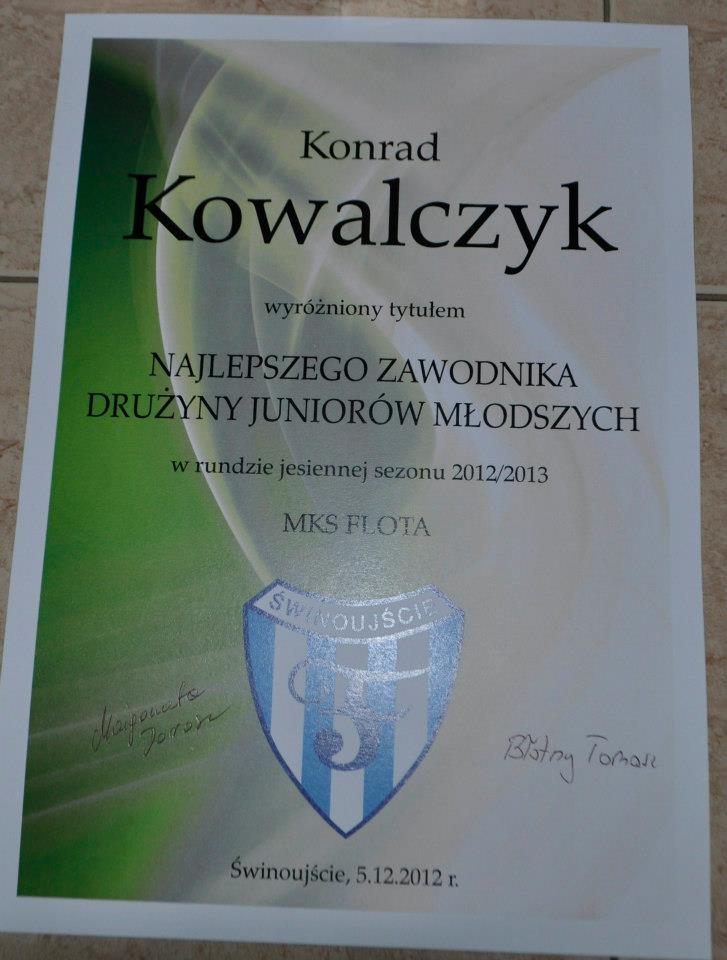 Konrad
Kowalczyk
wyróżniony tytułem
NAJLEPSZEGO ZAWODNIKA
DRUŻYNY JUNIORÓW MŁODSZYCH
w rundzie jesiennej sezonu 2012/2013
MKS FLOTA
ŚWINOUJŚCIE
Małgorzata
Błotny Tomasz
Świnoujście, 5.12.2012 r.